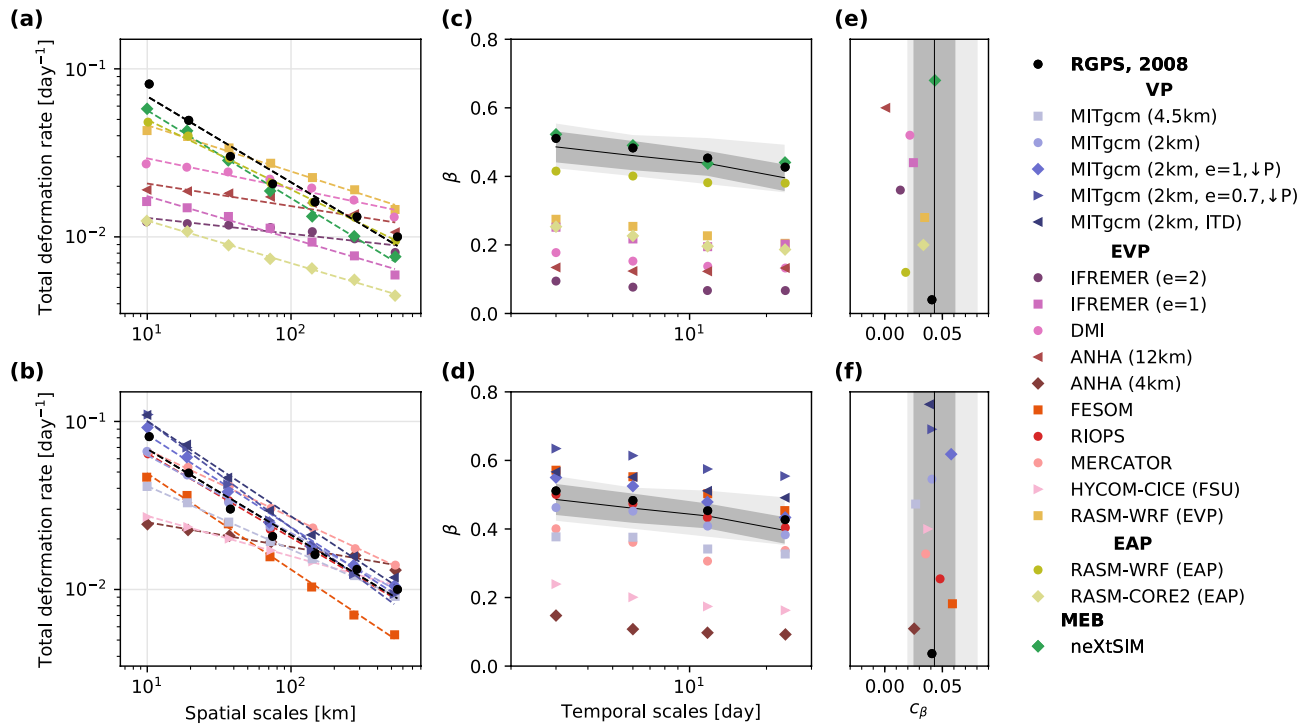 (a)
(c)
(e)
Total deformation rate [day⁻¹]
10⁻¹
10⁻²
10¹
10²
β
0.8
0.6
0.4
0.2
0.0
10¹
0.00
0.05
(b)
(d)
(f)
Total deformation rate [day⁻¹]
10⁻¹
10⁻²
10¹
10²
Spatial scales [km]
β
0.8
0.6
0.4
0.2
0.0
10¹
Temporal scales [day]
0.00
0.05
c_β
RGPS, 2008
VP
MITgcm (4.5km)
MITgcm (2km)
MITgcm (2km, e=1,↓P)
MITgcm (2km, e=0.7,↓P)
MITgcm (2km, ITD)
EVP
IFREMER (e=2)
IFREMER (e=1)
DMI
ANHA (12km)
ANHA (4km)
FESOM
RIOPS
MERCATOR
HYCOM-CICE (FSU)
RASM-WRF (EVP)
EAP
RASM-WRF (EAP)
RASM-CORE2 (EAP)
MEB
neXtSIM